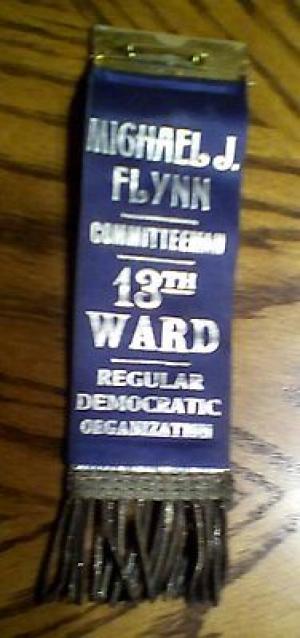 MICHAEL J.
FLYNN
COMMITTEEMAN
13TH
WARD
REGULAR
DEMOCRATIC
ORGANIZATION